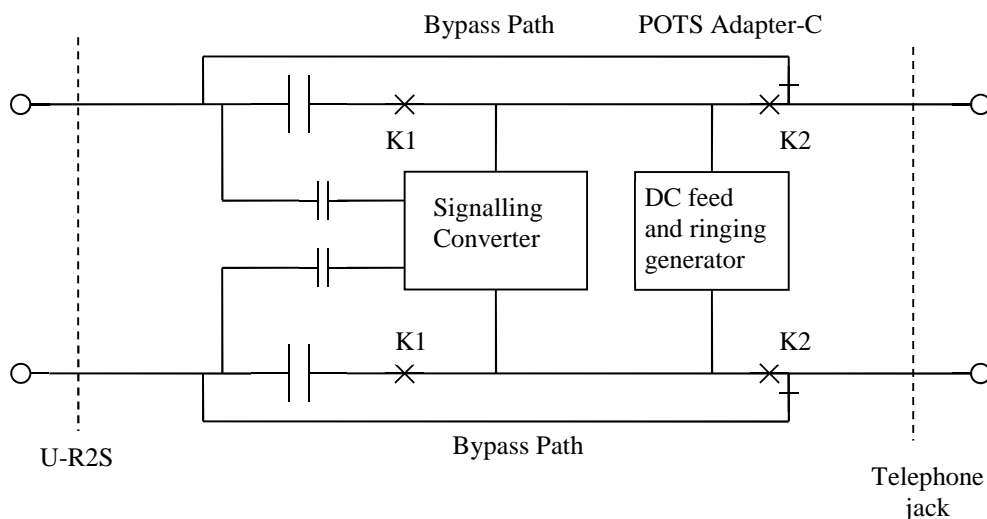 Bypass Path
POTS Adapter-C
K1
K2
Signalling
Converter
DC feed
and ringing
generator
K1
K2
Bypass Path
U-R2S
Telephone
jack